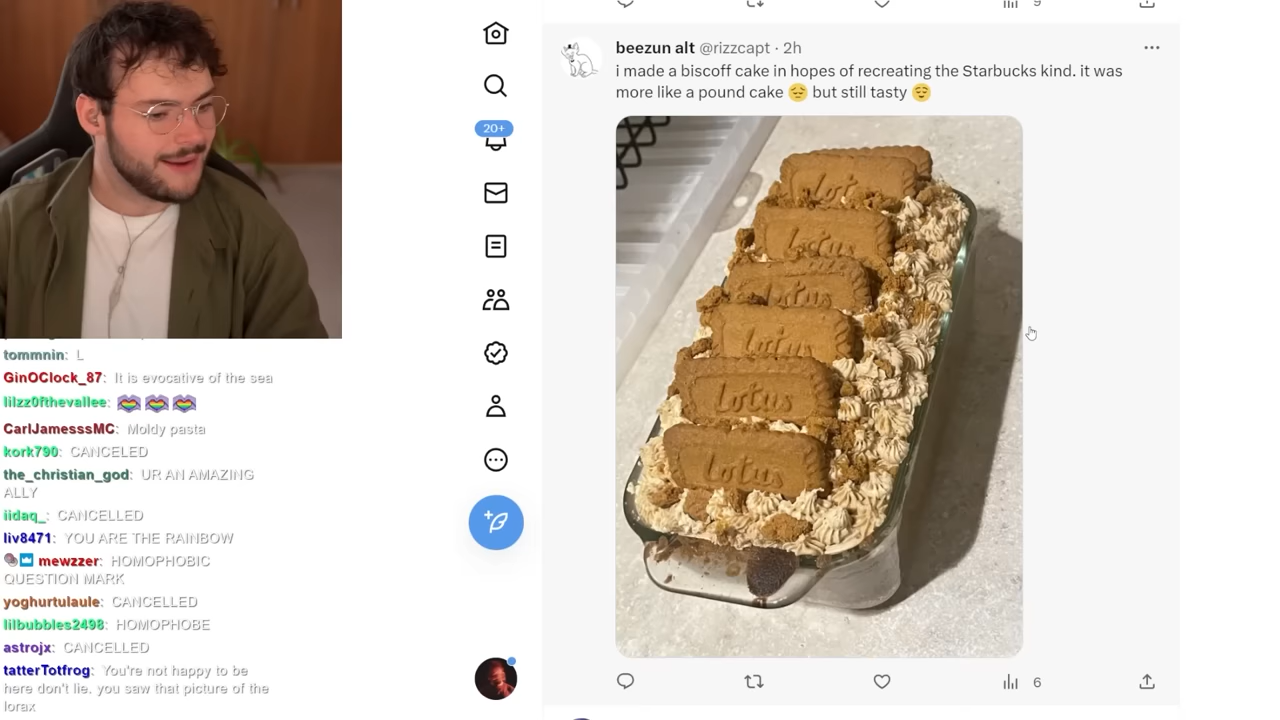 9
beezun alt @rizzcapt · 2h
i made a biscoff cake in hopes of recreating the Starbucks kind. it was
more like a pound cake 😔 but still tasty 😌
20+
Lotus
Lotus
Lotus
Lotus
Lotus
6
tommnin: L
GinOClock_87: It is evocative of the sea
lilzz0fthevallee:
CarlJamesssMC: Moldy pasta
kork790: CANCELED
the_christian_god: UR AN AMAZING
ALLY
iidaq_: CANCELLED
liv8471: YOU ARE THE RAINBOW
mewzzer: HOMOPHOBIC
QUESTION MARK
yoghurtulaule: CANCELLED
lilbubbles2498: HOMOPHOBE
astrojx: CANCELLED
tatterTotfrog: You're not happy to be
here don't lie. you saw that picture of the
lorax